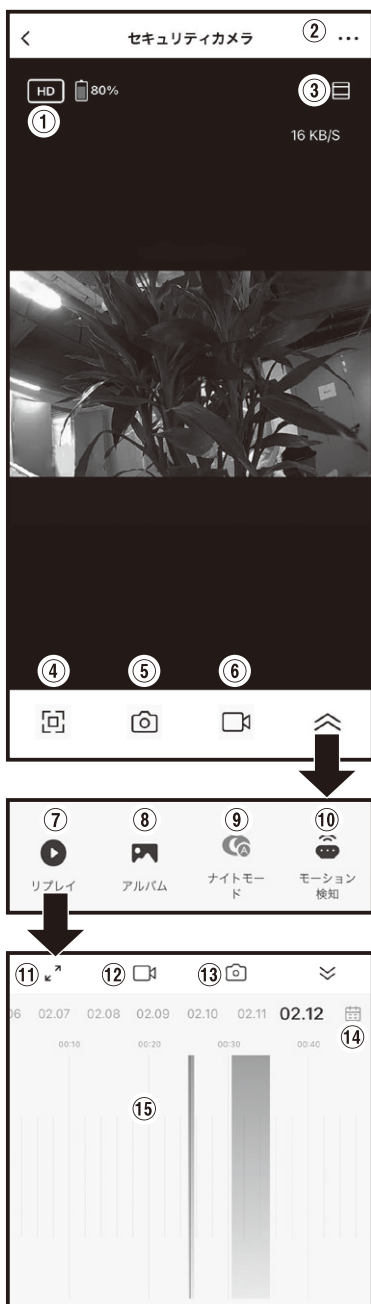 セキュリティカメラ ② ...
HD 80% ③
①
16 KB/S
④ ⑤ ⑥
⑦ ⑧ ⑨ ⑩
リプレイ アルバム ナイトモー モーション
ド 検知
⑪ ⑫ ⑬
06 02.07 02.08 02.09 02.10 02.11 02.12
⑭
00:10 00:20 00:30 00:40
⑮